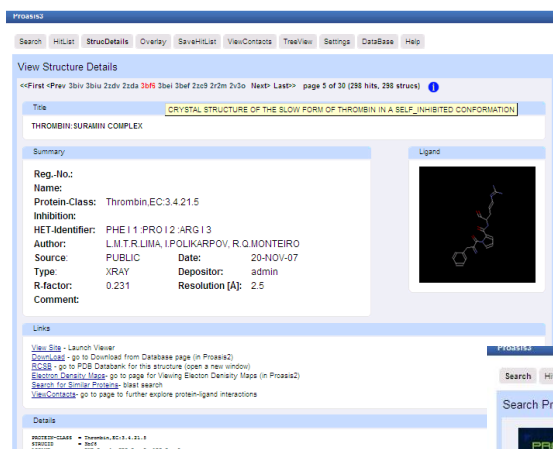 Proasis3
Search HitList StrucDetails Overlay SaveHitList ViewContacts TreeView Settings DataBase Help
View Structure Details
<<First <Prev 3biv 3biu 2zdv 2zda 3bf6 3bei 3bef 2zc9 2r2m 2v3o Next> Last>> page 5 of 30 (298 hits, 298 strucs) i
Title
CRYSTAL STRUCTURE OF THE SLOW FORM OF THROMBIN IN A SELF_INHIBITED CONFORMATION
THROMBIN:SURAMIN COMPLEX
Summary
Ligand
Reg.-No.:
Name:
Protein-Class: Thrombin,EC:3.4.21.5
Inhibition:
HET-Identifier: PHE I 1 :PRO I 2 :ARG I 3
Author: L.M.T.R.LIMA, I.POLIKARPOV, R.Q.MONTEIRO
Source: PUBLIC Date: 20-NOV-07
Type: XRAY Depositor: admin
R-factor: 0.231 Resolution [Å]: 2.5
Comment:
Links
View Site - Launch Viewer
DownLoad - go to Download from Database page (in Proasis2)
RCSB - go to PDB Databank for this structure (open a new window)
Electron Density Maps- go to page for Viewing Electon Denisity Maps (in Proasis2)
Search for Similar Proteins- blast search
ViewContacts- go to page to further explore protein-ligand interactions
Details
PROTEIN-CLASS = Thrombin,EC:3.4.21.5
STRUCID = 3bf6
Proasis3
Search Hi
Search Pr
PRO